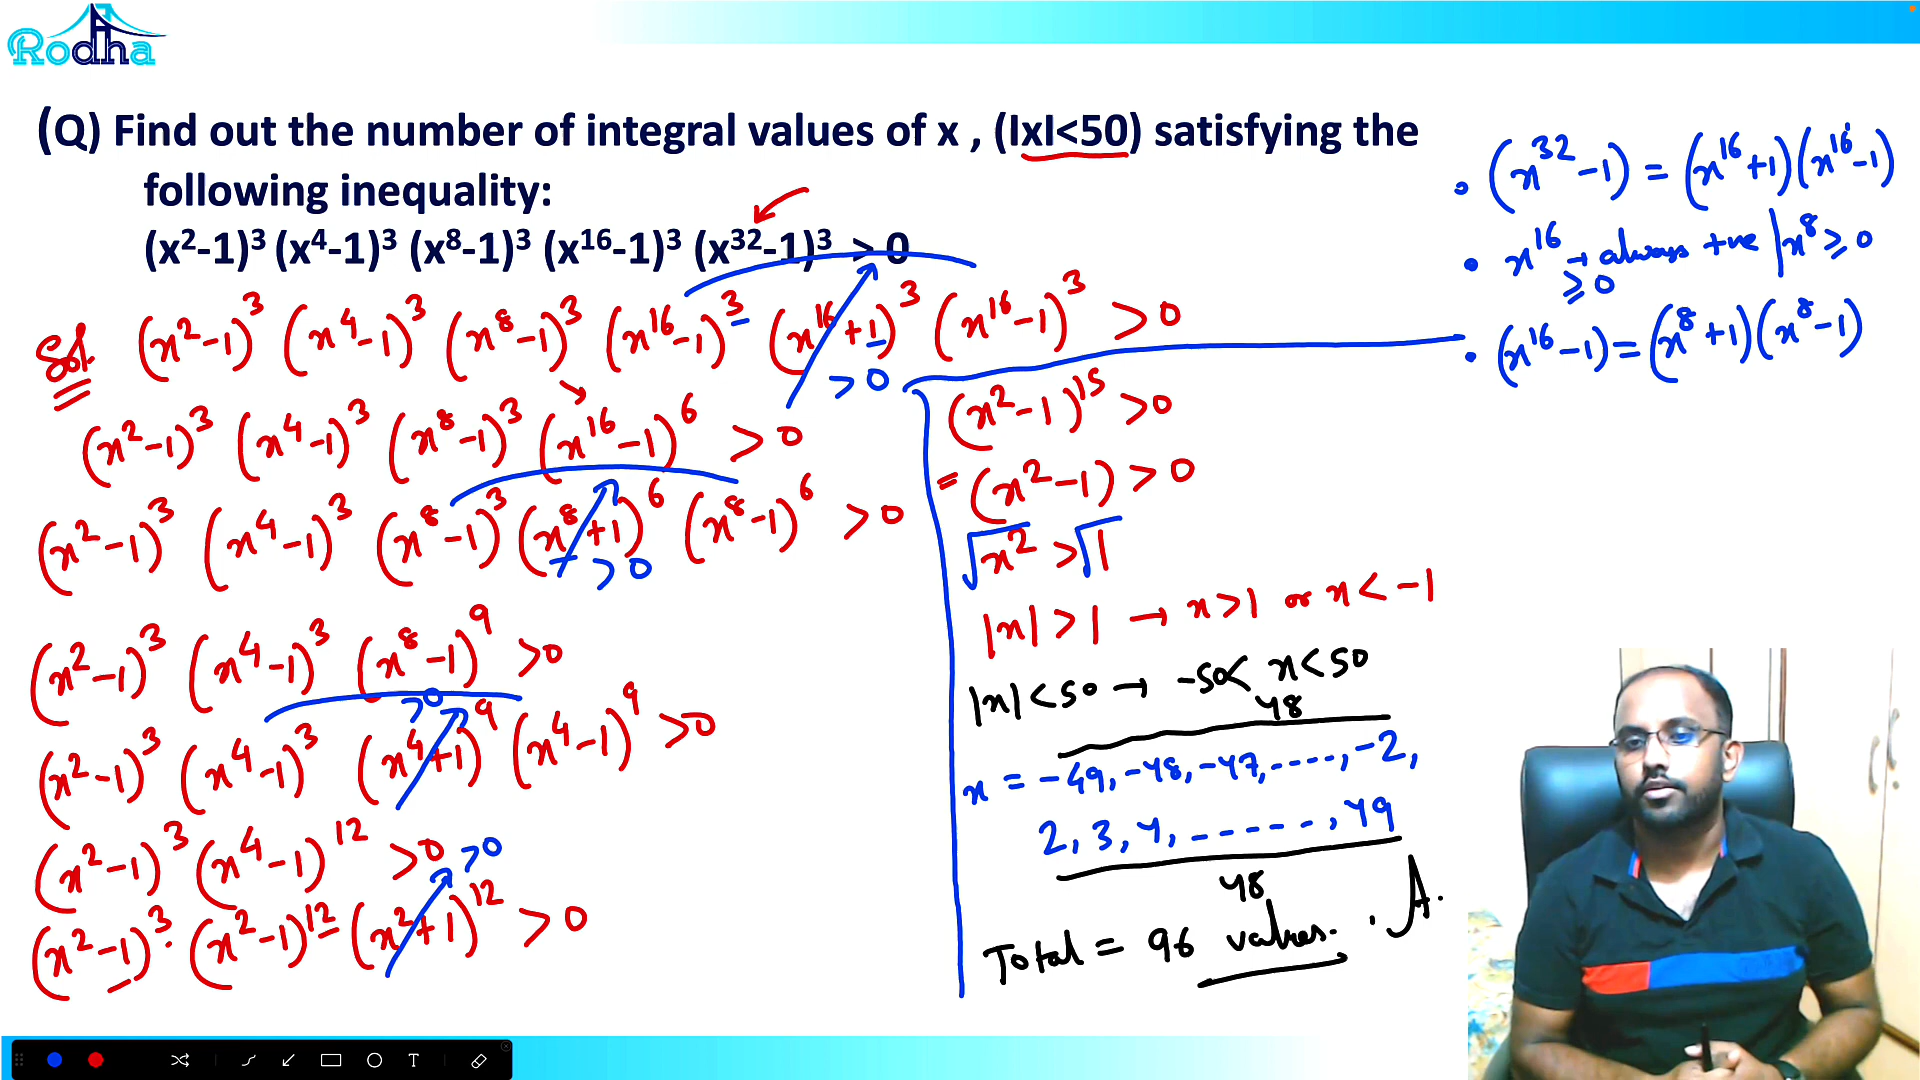 Rodha
(Q) Find out the number of integral values of x , (IxI<50) satisfying the
following inequality:
(x²-1)³ (x⁴-1)³ (x⁸-1)³ (x¹⁶-1)³ (x³²-1)³ > 0
Sol (x²-1)³ (x⁴-1)³ (x⁸-1)³ (x¹⁶-1)³ (x¹⁶+1)³ (x¹⁶-1)³ > 0
> 0
(x²-1)³ (x⁴-1)³ (x⁸-1)³ (x¹⁶-1)⁶ > 0
(x²-1)³ (x⁴-1)³ (x⁸-1)³ (x⁸+1)⁶ (x⁸-1)⁶ > 0
> 0
(x²-1)³ (x⁴-1)³ (x⁸-1)⁹ > 0
>0
(x²-1)³ (x⁴-1)³ (x⁴+1)⁹ (x⁴-1)⁹ > 0
(x²-1)³ (x⁴-1)¹² > 0
>0
(x²-1)³ · (x²-1)¹² (x²+1)¹² > 0
(x²-1)¹⁵ > 0
= (x²-1) > 0
√x² > √1
|x| > 1 → x > 1 or x < -1
|x| < 50 → -50 < x < 50
48
x = -49, -48, -47, ----, -2,
2, 3, 4, ------, 49
48
Total = 96 values. . A.
• (x³²-1) = (x¹⁶+1)(x¹⁶-1)
• x¹⁶ → always +ve | x⁸ ≥ 0
≥ 0
• (x¹⁶-1) = (x⁸+1)(x⁸-1)
T